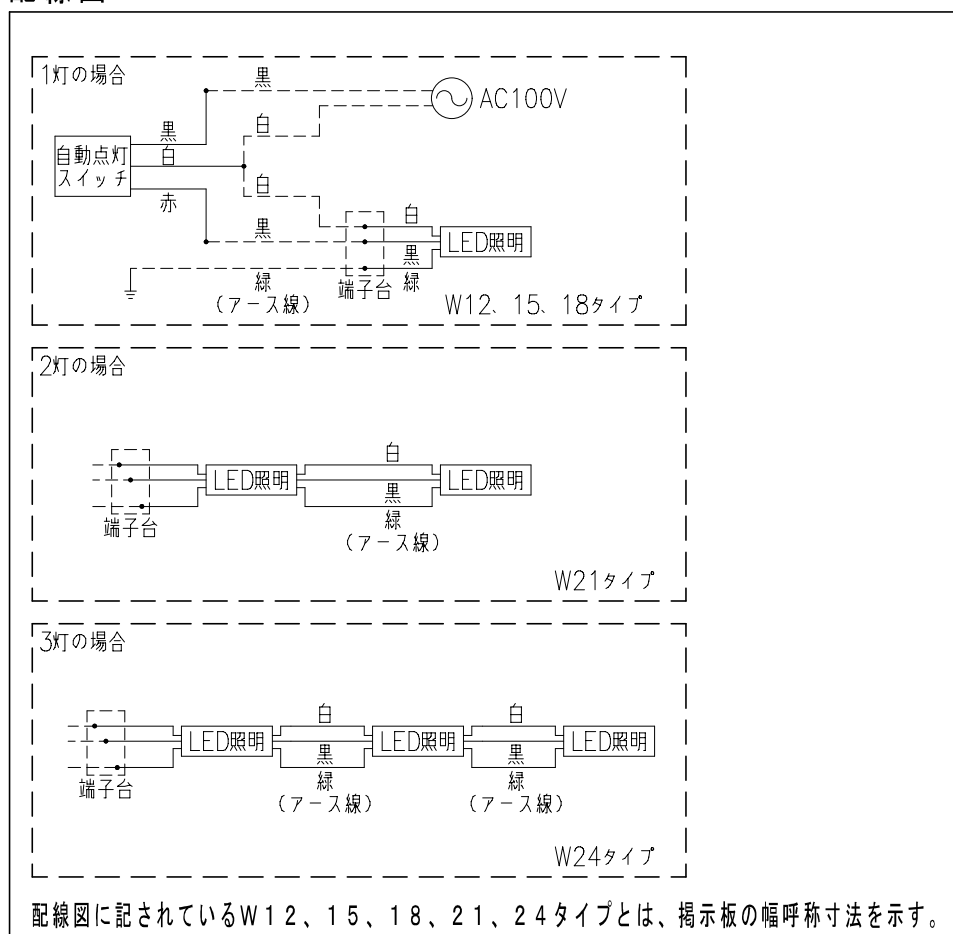 配線図
1灯の場合
黒
AC100V
白
黒
自動点灯
スイッチ
白
赤
白
黒
白
LED照明
黒
緑
(アース線)
端子台
緑
W12、15、18タイプ
2灯の場合
白
LED照明
LED照明
黒
緑
(アース線)
端子台
W21タイプ
3灯の場合
白
白
LED照明
LED照明
LED照明
黒
黒
緑
緑
端子台
(アース線)
(アース線)
W24タイプ
配線図に記されているW12、15、18、21、24タイプとは、掲示板の幅呼称寸法を示す。